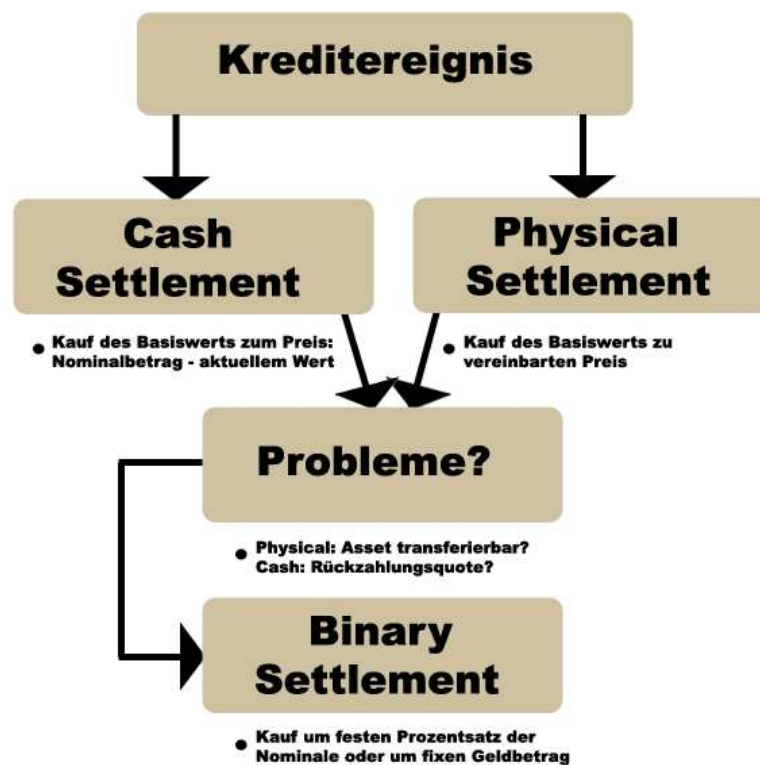 Kreditereignis
Cash
Settlement
Physical
Settlement
• Kauf des Basiswerts zum Preis:
Nominalbetrag - aktuellem Wert
• Kauf des Basiswerts zu
vereinbarten Preis
Probleme?
• Physical: Asset transferierbar?
Cash: Rückzahlungsquote?
Binary
Settlement
• Kauf um festen Prozentsatz der
Nominale oder um fixen Geldbetrag